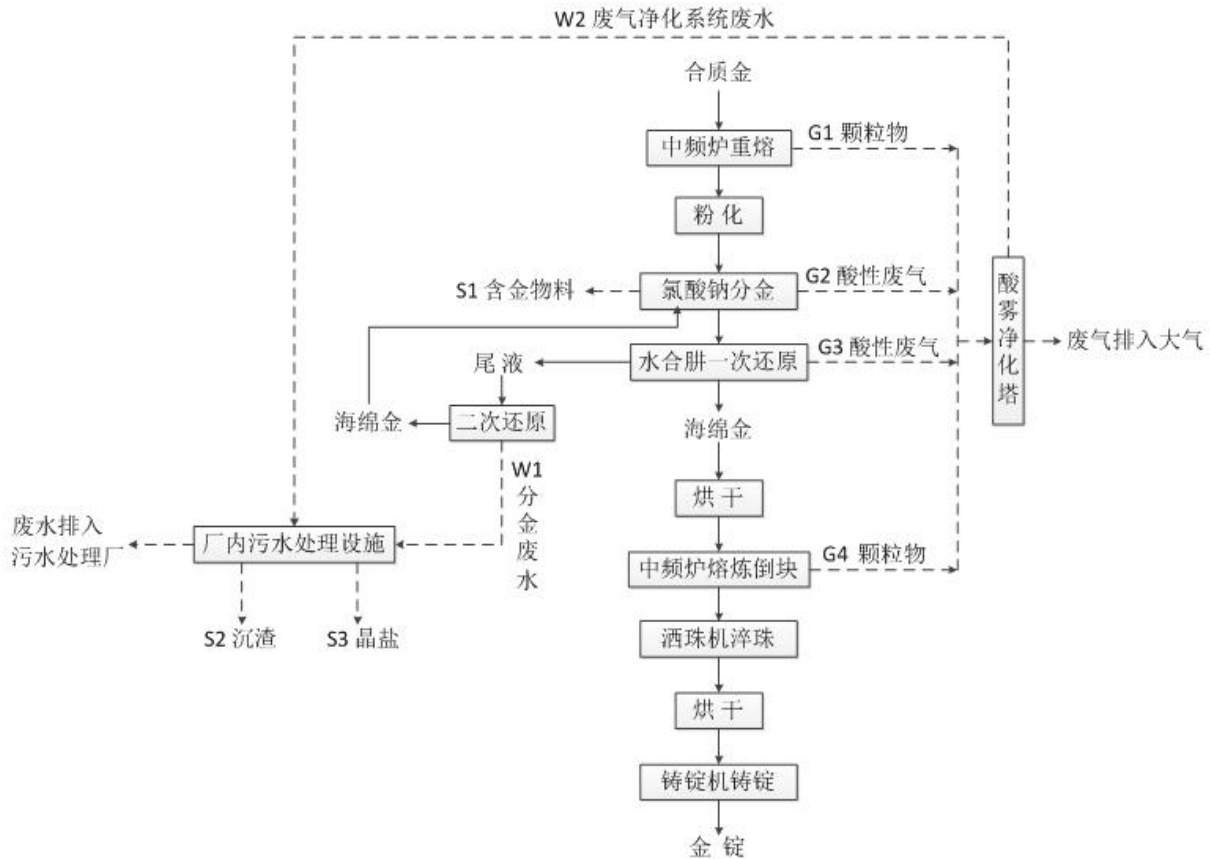 W2 废气净化系统废水
合质金
中频炉重熔
G1 颗粒物
粉 化
S1 含金物料
氯酸钠分金
G2 酸性废气
酸雾净化塔
废气排入大气
尾 液
水合肼一次还原
G3 酸性废气
海绵金
二次还原
海绵金
W1
分金废水
烘 干
废水排入
污水处理厂
厂内污水处理设施
中频炉熔炼倒块
G4 颗粒物
S2 沉渣
S3 晶盐
洒珠机淬珠
烘 干
铸锭机铸锭
金 锭